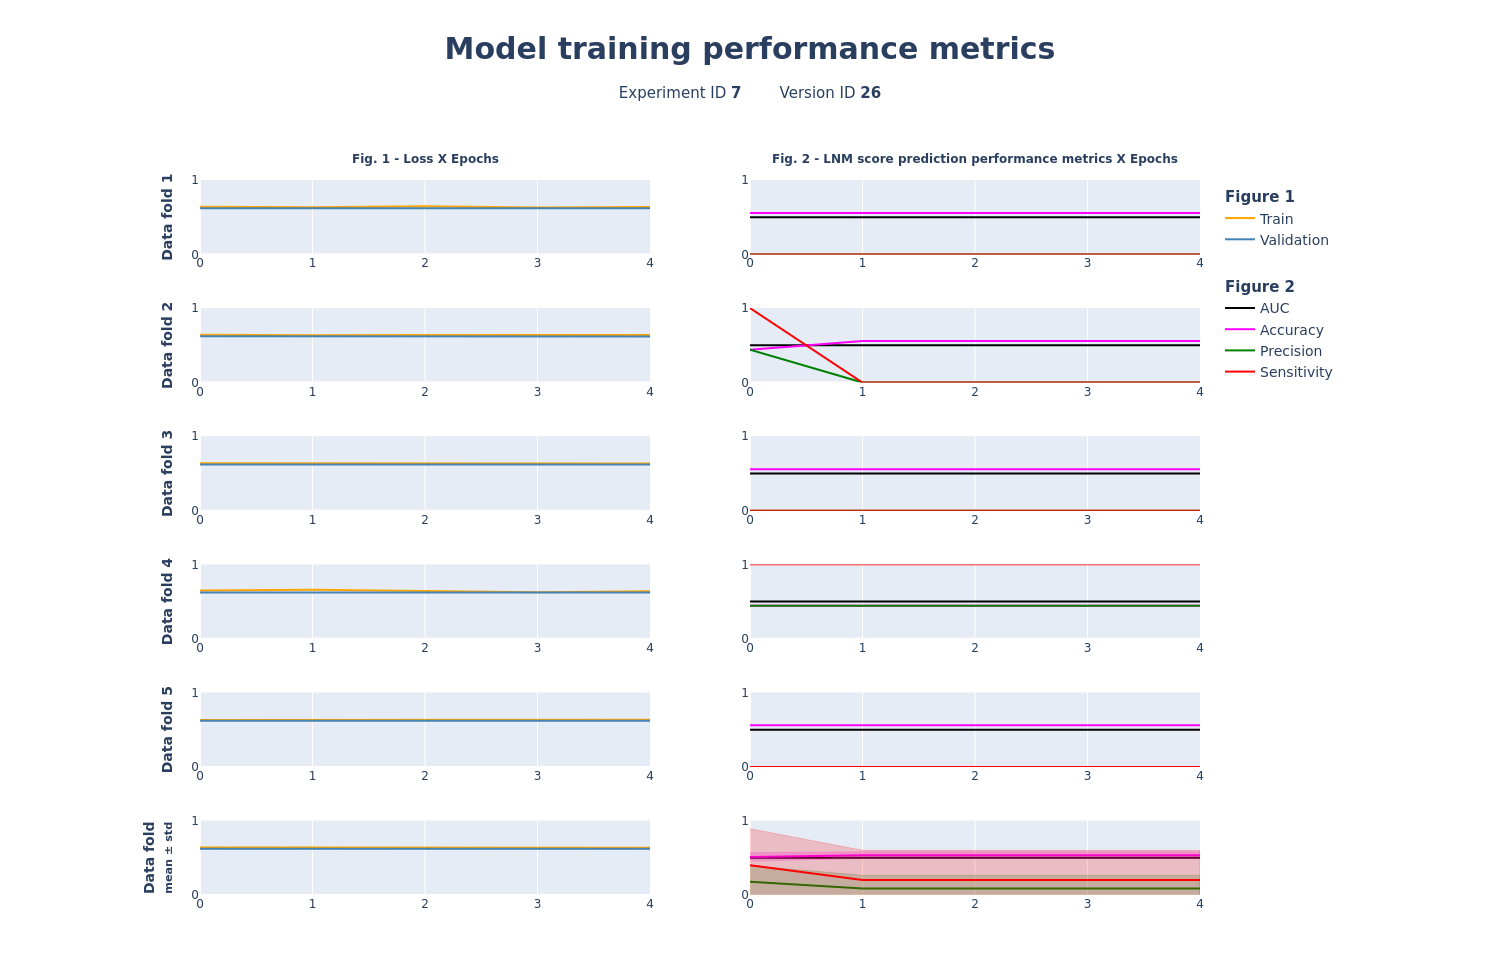 Model training performance metrics
Experiment ID 7 Version ID 26
Fig. 1 - Loss X Epochs
Fig. 2 - LNM score prediction performance metrics X Epochs
Data fold 1
1
0
0 1 2 3 4
1
0
0 1 2 3 4
Figure 1
Train
Validation
Figure 2
AUC
Accuracy
Precision
Sensitivity
Data fold 2
1
0
0 1 2 3 4
1
0
0 1 2 3 4
Data fold 3
1
0
0 1 2 3 4
1
0
0 1 2 3 4
Data fold 4
1
0
0 1 2 3 4
1
0
0 1 2 3 4
Data fold 5
1
0
0 1 2 3 4
1
0
0 1 2 3 4
Data fold
mean ± std
1
0
0 1 2 3 4
1
0
0 1 2 3 4